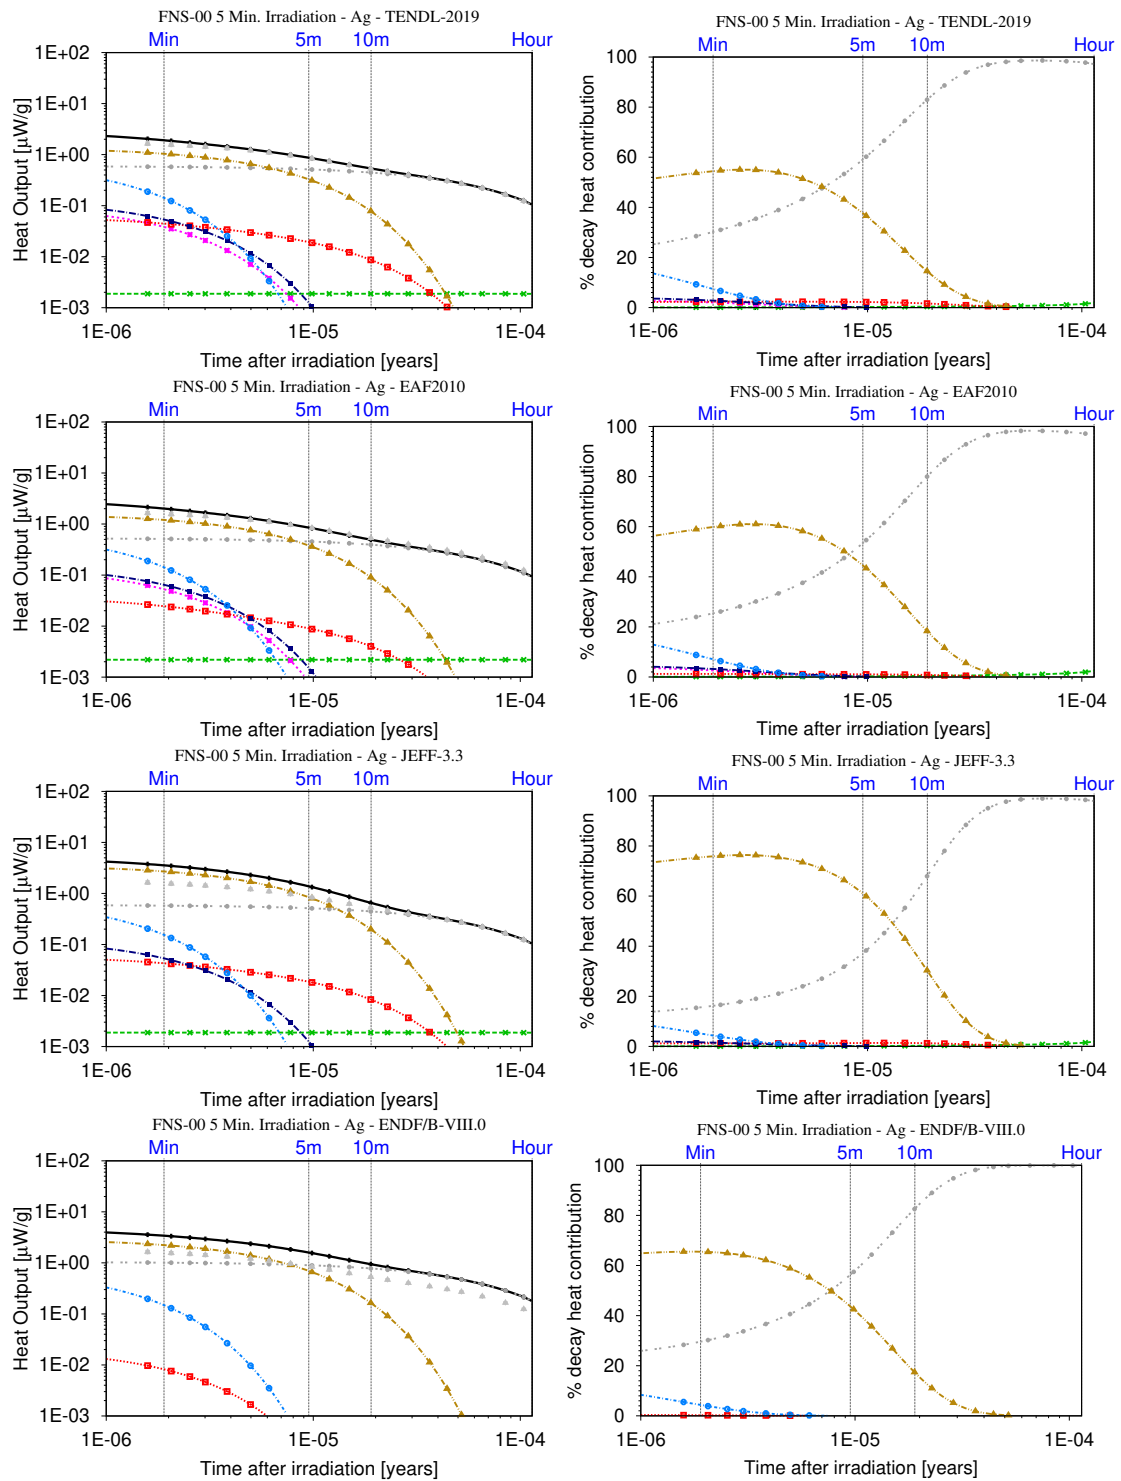 FNS-00 5 Min. Irradiation - Ag - TENDL-2019
Min 5m 10m Hour
Heat Output [µW/g]
1E+02
1E+01
1E+00
1E-01
1E-02
1E-03
1E-06 1E-05 1E-04
Time after irradiation [years]
FNS-00 5 Min. Irradiation - Ag - TENDL-2019
Min 5m 10m Hour
% decay heat contribution
100
80
60
40
20
0
1E-06 1E-05 1E-04
Time after irradiation [years]
FNS-00 5 Min. Irradiation - Ag - EAF2010
Min 5m 10m Hour
Heat Output [µW/g]
1E+02
1E+01
1E+00
1E-01
1E-02
1E-03
1E-06 1E-05 1E-04
Time after irradiation [years]
FNS-00 5 Min. Irradiation - Ag - EAF2010
Min 5m 10m Hour
% decay heat contribution
100
80
60
40
20
0
1E-06 1E-05 1E-04
Time after irradiation [years]
FNS-00 5 Min. Irradiation - Ag - JEFF-3.3
Min 5m 10m Hour
Heat Output [µW/g]
1E+02
1E+01
1E+00
1E-01
1E-02
1E-03
1E-06 1E-05 1E-04
Time after irradiation [years]
FNS-00 5 Min. Irradiation - Ag - JEFF-3.3
Min 5m 10m Hour
% decay heat contribution
100
80
60
40
20
0
1E-06 1E-05 1E-04
Time after irradiation [years]
FNS-00 5 Min. Irradiation - Ag - ENDF/B-VIII.0
Min 5m 10m Hour
Heat Output [µW/g]
1E+02
1E+01
1E+00
1E-01
1E-02
1E-03
1E-06 1E-05 1E-04
Time after irradiation [years]
FNS-00 5 Min. Irradiation - Ag - ENDF/B-VIII.0
Min 5m 10m Hour
% decay heat contribution
100
80
60
40
20
0
1E-06 1E-05 1E-04
Time after irradiation [years]